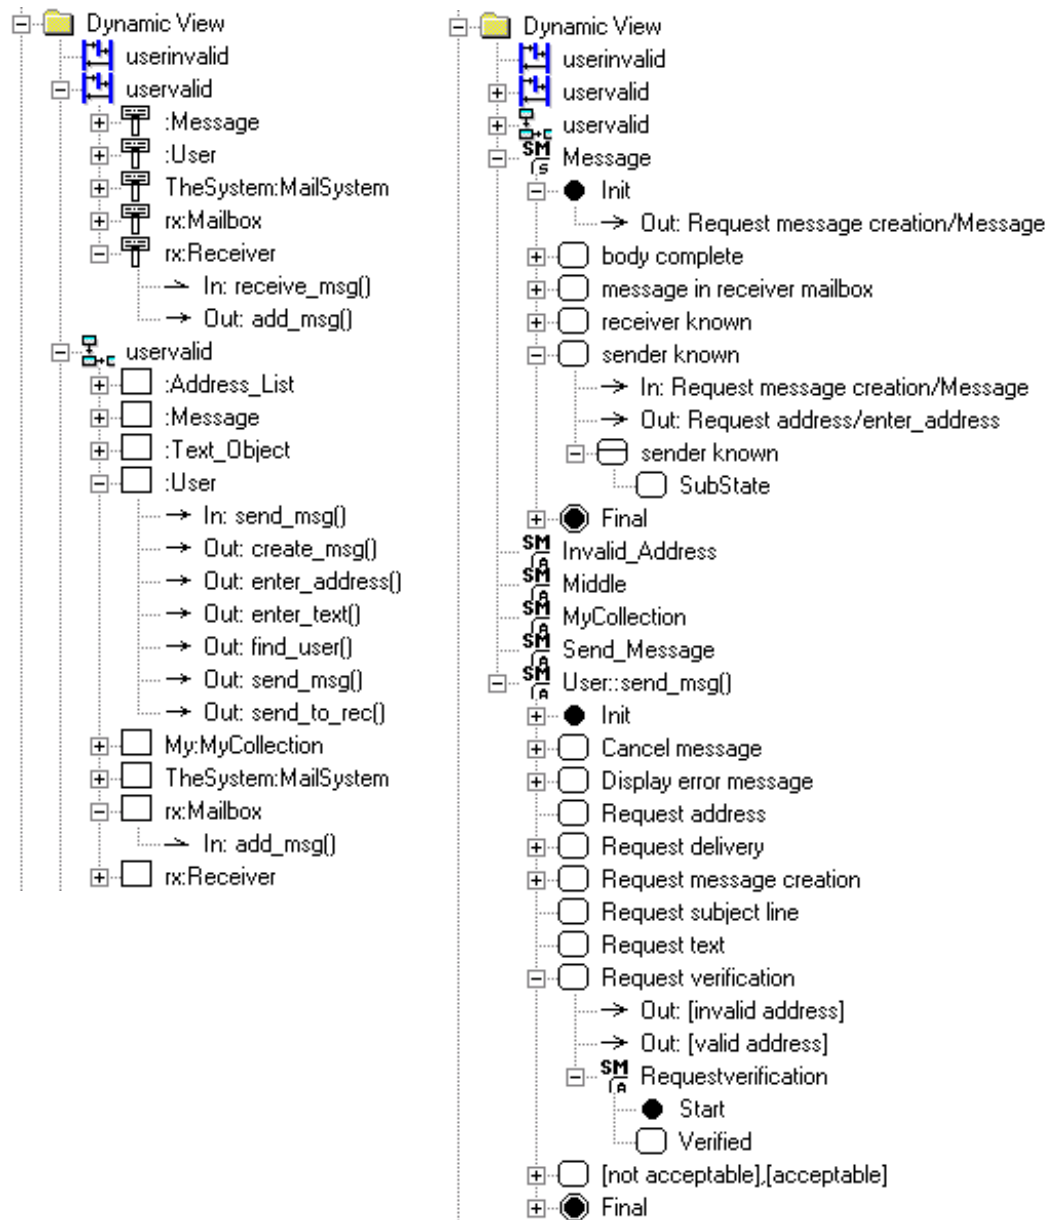 Dynamic View
userinvalid
uservalid
:Message
:User
TheSystem:MailSystem
rx:Mailbox
rx:Receiver
In: receive_msg()
Out: add_msg()
uservalid
:Address_List
:Message
:Text_Object
:User
In: send_msg()
Out: create_msg()
Out: enter_address()
Out: enter_text()
Out: find_user()
Out: send_msg()
Out: send_to_rec()
My:MyCollection
TheSystem:MailSystem
rx:Mailbox
In: add_msg()
rx:Receiver
Dynamic View
userinvalid
uservalid
uservalid
SM S Message
Init
Out: Request message creation/Message
body complete
message in receiver mailbox
receiver known
sender known
In: Request message creation/Message
Out: Request address/enter_address
sender known
SubState
Final
SM A Invalid_Address
SM A Middle
SM A MyCollection
SM A Send_Message
SM A User::send_msg()
Init
Cancel message
Display error message
Request address
Request delivery
Request message creation
Request subject line
Request text
Request verification
Out: [invalid address]
Out: [valid address]
SM A Requestverification
Start
Verified
[not acceptable],[acceptable]
Final